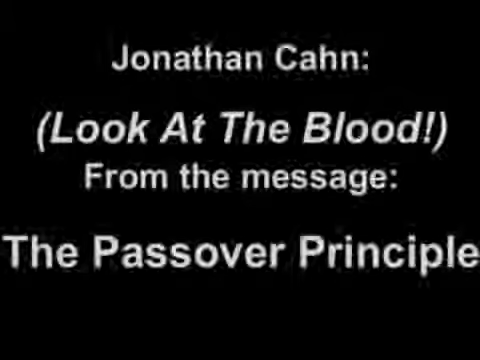 Jonathan Cahn:
(Look At The Blood!)
From the message:
The Passover Principle